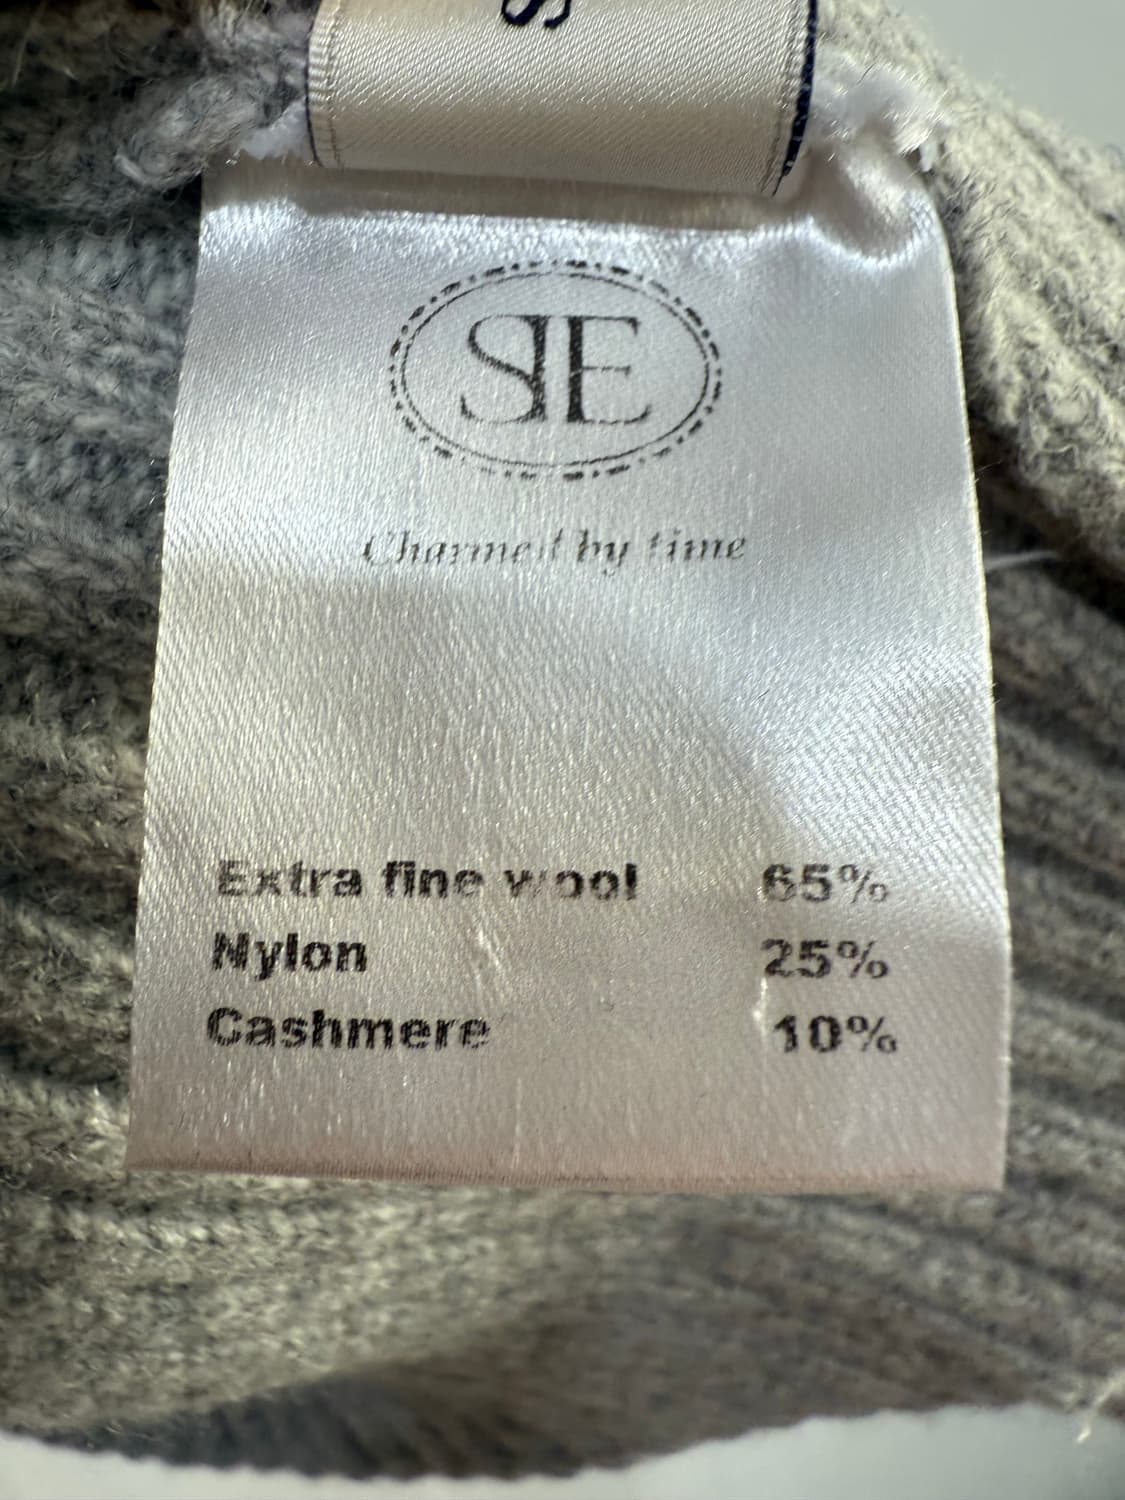 S
SE
Charmed by time
Extra fine wool 65%
Nylon 25%
Cashmere 10%